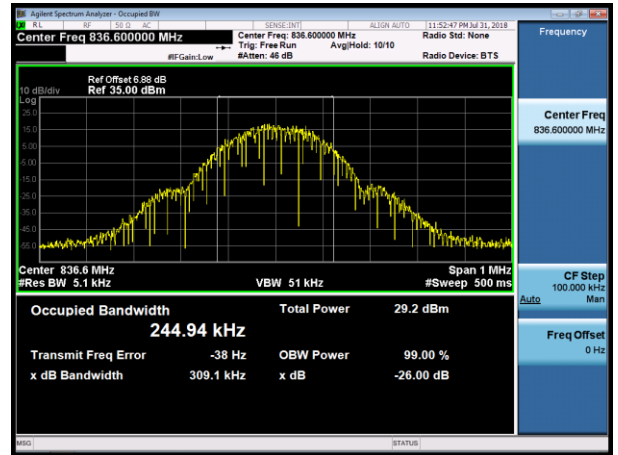 Agilent Spectrum Analyzer - Occupied BW
RL RF 50 Ω AC SENSE:INT ALIGN AUTO 11:52:47 PM Jul 31, 2018
Center Freq 836.600000 MHz Center Freq: 836.600000 MHz Radio Std: None Frequency
Trig: Free Run Avg|Hold: 10/10
#IFGain:Low #Atten: 46 dB Radio Device: BTS
Ref Offset 6.88 dB
10 dB/div Ref 35.00 dBm
Log
25.0
15.0
5.00
-5.00
-15.0
-25.0
-35.0
-45.0
-55.0
Center Freq
836.600000 MHz
Center 836.6 MHz Span 1 MHz
#Res BW 5.1 kHz VBW 51 kHz #Sweep 500 ms
CF Step
100.000 kHz
Auto Man
Occupied Bandwidth Total Power 29.2 dBm
244.94 kHz
Freq Offset
0 Hz
Transmit Freq Error -38 Hz OBW Power 99.00 %
x dB Bandwidth 309.1 kHz x dB -26.00 dB
MSG STATUS